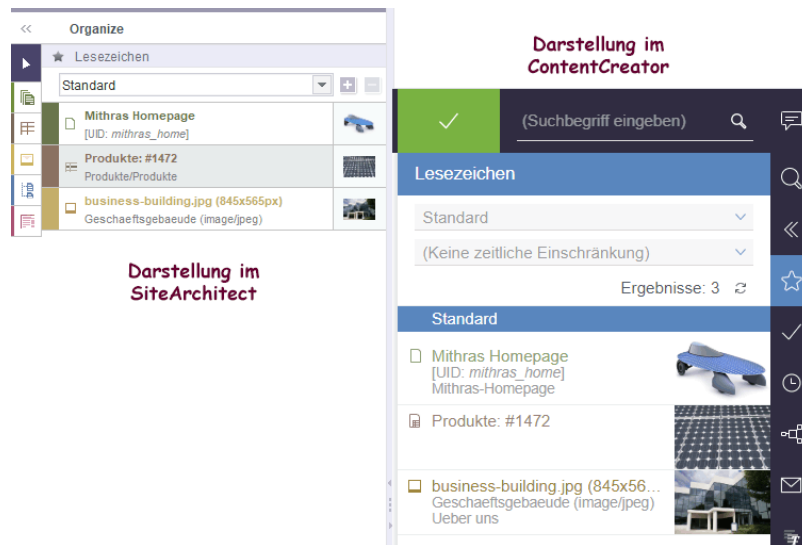 Organize
Lesezeichen
Standard
Mithras Homepage
[UID: mithras_home]
Produkte: #1472
Produkte/Produkte
business-building.jpg (845x565px)
Geschaeftsgebaeude (image/jpeg)
Darstellung im
SiteArchitect
Darstellung im
ContentCreator
(Suchbegriff eingeben)
Lesezeichen
Standard
(Keine zeitliche Einschränkung)
Ergebnisse: 3
Standard
Mithras Homepage
[UID: mithras_home]
Mithras-Homepage
Produkte: #1472
business-building.jpg (845x56...
Geschaeftsgebaeude (image/jpeg)
Ueber uns